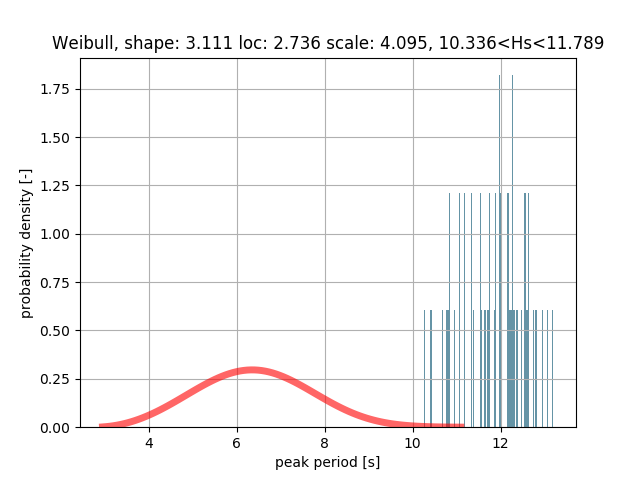 Weibull, shape: 3.111 loc: 2.736 scale: 4.095, 10.336<Hs<11.789
probability density [-]
1.75
1.50
1.25
1.00
0.75
0.50
0.25
0.00
4 6 8 10 12
peak period [s]